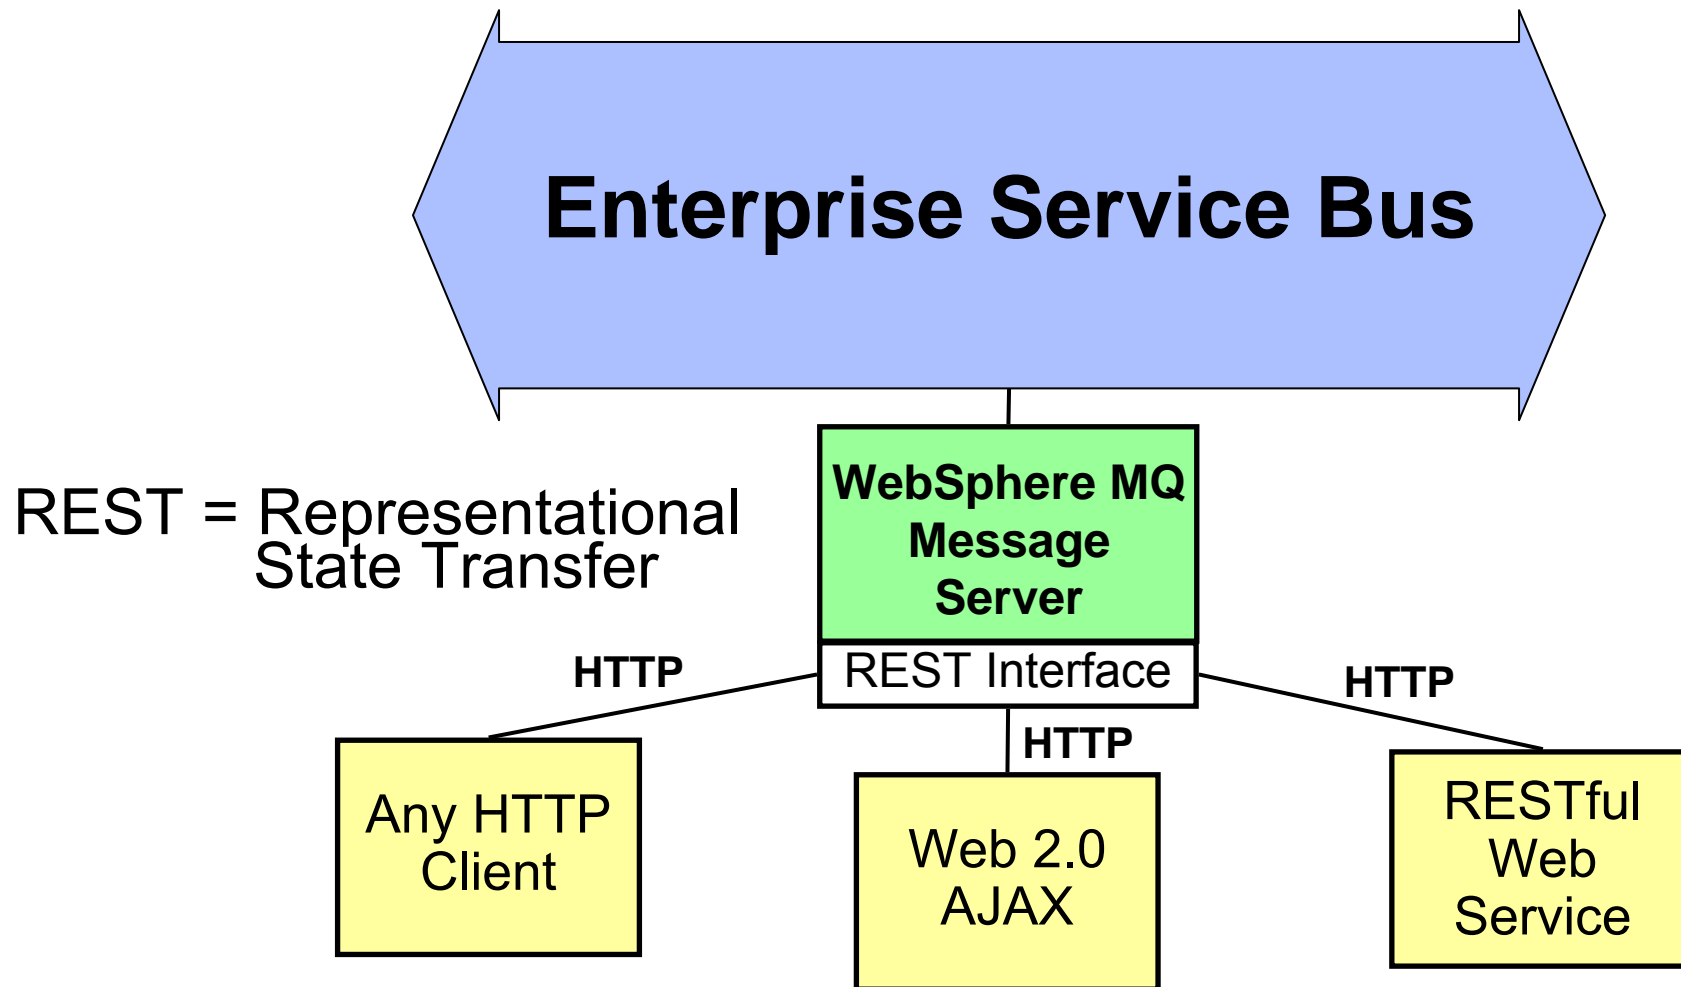 Enterprise Service Bus
REST = Representational
State Transfer
WebSphere MQ
Message
Server
REST Interface
HTTP
HTTP
HTTP
Any HTTP
Client
Web 2.0
AJAX
RESTful
Web
Service